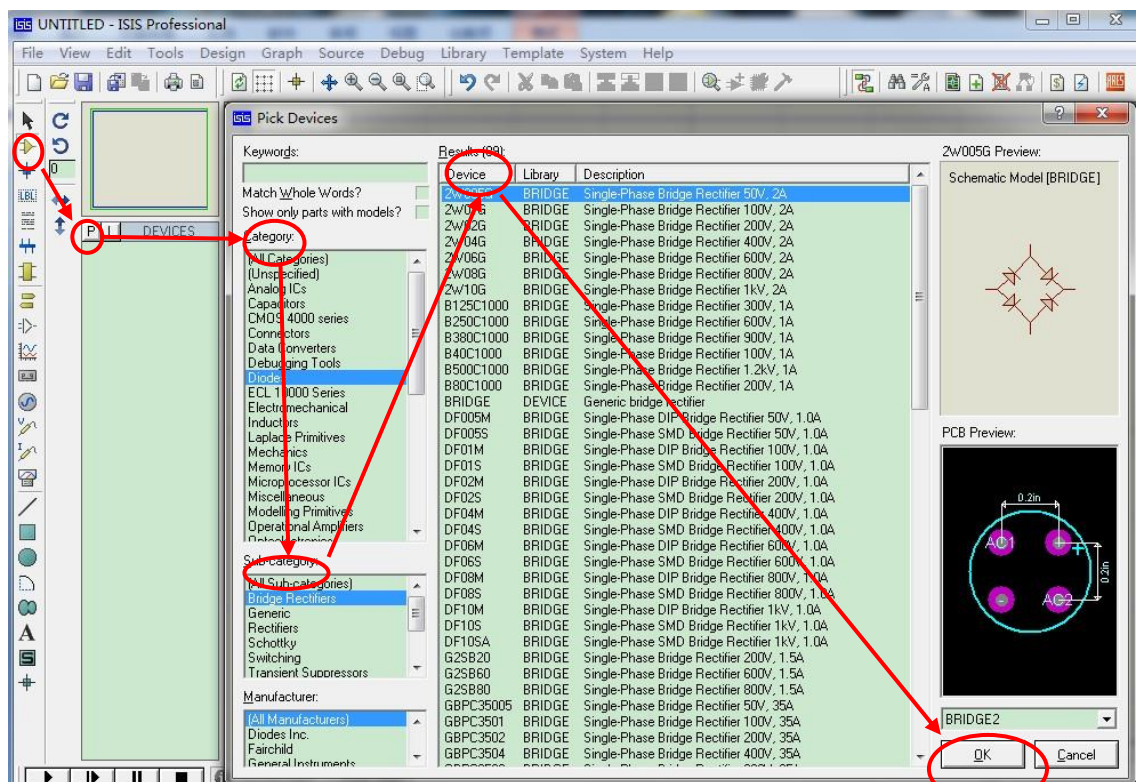 UNTITLED - ISIS Professional
File View Edit Tools Design Graph Source Debug Library Template System Help
Pick Devices
Keywords:
Match Whole Words?
Show only parts with models?
Category:
(All Categories)
(Unspecified)
Analog ICs
Capacitors
CMOS 4000 series
Connectors
Data Converters
Debugging Tools
Diodes
ECL 10000 Series
Electromechanical
Inductors
Laplace Primitives
Mechanics
Memory ICs
Microprocessor ICs
Miscellaneous
Modelling Primitives
Operational Amplifiers
Optoelectronics
Sub-category:
(All Sub-categories)
Bridge Rectifiers
Generic
Rectifiers
Schottky
Switching
Transient Suppressors
Manufacturer:
(All Manufacturers)
Diodes Inc.
Fairchild
General Instruments
Results (89):
Device Library Description
2W005G BRIDGE Single-Phase Bridge Rectifier 50V, 2A
2W01G BRIDGE Single-Phase Bridge Rectifier 100V, 2A
2W02G BRIDGE Single-Phase Bridge Rectifier 200V, 2A
2W04G BRIDGE Single-Phase Bridge Rectifier 400V, 2A
2W06G BRIDGE Single-Phase Bridge Rectifier 600V, 2A
2W08G BRIDGE Single-Phase Bridge Rectifier 800V, 2A
2W10G BRIDGE Single-Phase Bridge Rectifier 1kV, 2A
B125C1000 BRIDGE Single-Phase Bridge Rectifier 300V, 1A
B250C1000 BRIDGE Single-Phase Bridge Rectifier 600V, 1A
B380C1000 BRIDGE Single-Phase Bridge Rectifier 900V, 1A
B40C1000 BRIDGE Single-Phase Bridge Rectifier 100V, 1A
B500C1000 BRIDGE Single-Phase Bridge Rectifier 1.2kV, 1A
B80C1000 BRIDGE Single-Phase Bridge Rectifier 200V, 1A
BRIDGE DEVICE Generic bridge rectifier
DF005M BRIDGE Single-Phase DIP Bridge Rectifier 50V, 1.0A
DF005S BRIDGE Single-Phase SMD Bridge Rectifier 50V, 1.0A
DF01M BRIDGE Single-Phase DIP Bridge Rectifier 100V, 1.0A
DF01S BRIDGE Single-Phase SMD Bridge Rectifier 100V, 1.0A
DF02M BRIDGE Single-Phase DIP Bridge Rectifier 200V, 1.0A
DF02S BRIDGE Single-Phase SMD Bridge Rectifier 200V, 1.0A
DF04M BRIDGE Single-Phase DIP Bridge Rectifier 400V, 1.0A
DF04S BRIDGE Single-Phase SMD Bridge Rectifier 400V, 1.0A
DF06M BRIDGE Single-Phase DIP Bridge Rectifier 600V, 1.0A
DF06S BRIDGE Single-Phase SMD Bridge Rectifier 600V, 1.0A
DF08M BRIDGE Single-Phase DIP Bridge Rectifier 800V, 1.0A
DF08S BRIDGE Single-Phase SMD Bridge Rectifier 800V, 1.0A
DF10M BRIDGE Single-Phase DIP Bridge Rectifier 1kV, 1.0A
DF10S BRIDGE Single-Phase SMD Bridge Rectifier 1kV, 1.0A
DF10SA BRIDGE Single-Phase SMD Bridge Rectifier 1kV, 1.0A
G2SB20 BRIDGE Single-Phase Bridge Rectifier 200V, 1.5A
G2SB60 BRIDGE Single-Phase Bridge Rectifier 600V, 1.5A
G2SB80 BRIDGE Single-Phase Bridge Rectifier 800V, 1.5A
GBPC35005 BRIDGE Single-Phase Bridge Rectifier 50V, 35A
GBPC3501 BRIDGE Single-Phase Bridge Rectifier 100V, 35A
GBPC3502 BRIDGE Single-Phase Bridge Rectifier 200V, 35A
GBPC3504 BRIDGE Single-Phase Bridge Rectifier 400V, 35A
2W005G Preview:
Schematic Model [BRIDGE]
PCB Preview:
0.2in
AC1
+
0.2in
AC2
BRIDGE2
OK Cancel
0
LBL
P L DEVICES
A
S